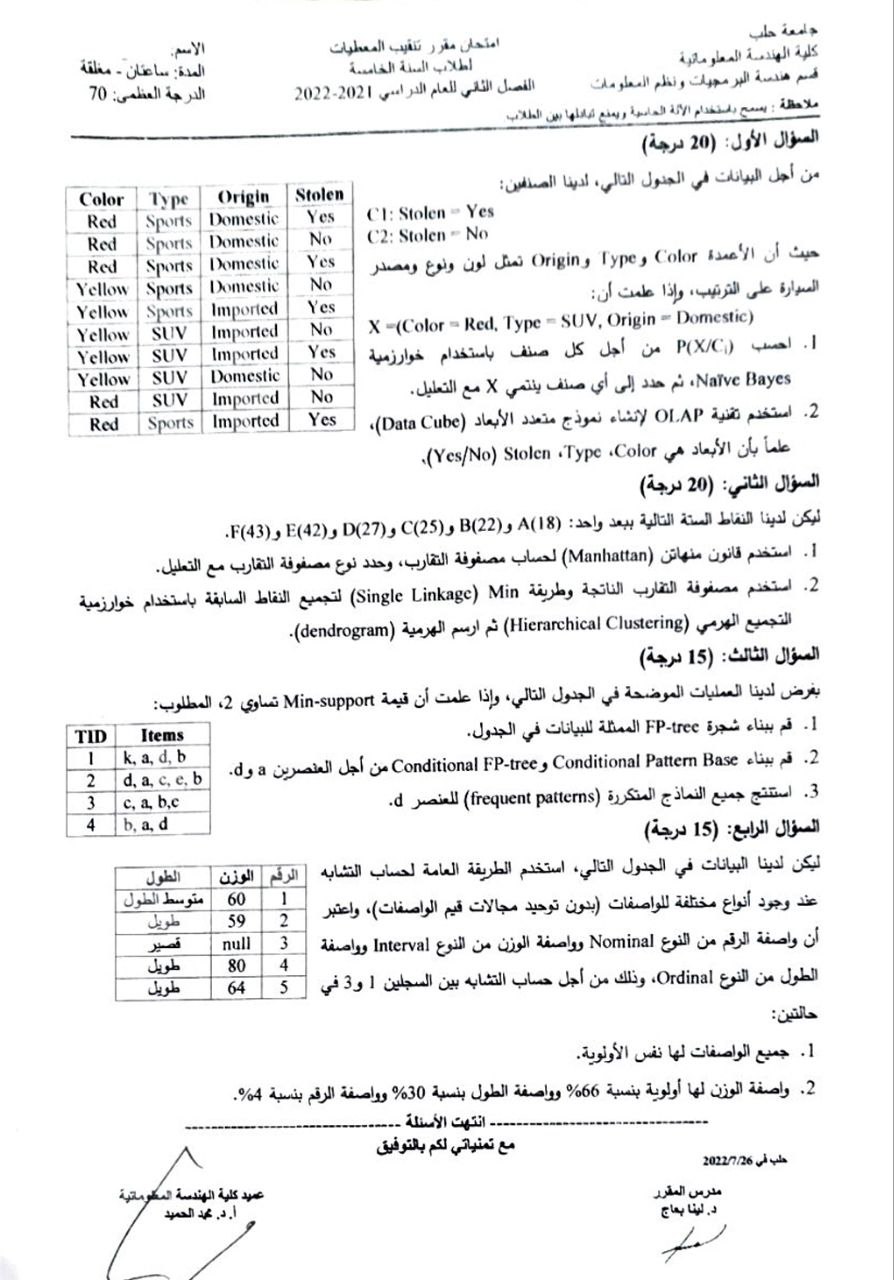 جامعة حلب
كلية الهندسة المعلوماتية
قسم هندسة البرمجيات ونظم المعلومات
امتحان مقرر تنقيب المعطيات
لطلاب السنة الخامسة
الفصل الثاني للعام الدراسي 2021-2022
الاسم:
المدة: ساعتان - مغلقة
الدرجة العظمى: 70
ملاحظة : يسمح باستخدام الآلة الحاسبة ويمنع تبادلها بين الطلاب
السؤال الأول: (20 درجة)
من أجل البيانات في الجدول التالي، لدينا الصنفين:
C1: Stolen = Yes
C2: Stolen = No
حيث أن الأعمدة Color و Type و Origin تمثل لون ونوع ومصدر
السيارة على الترتيب، وإذا علمت أن:
X =(Color = Red, Type = SUV, Origin = Domestic)
1. احسب P(X/Ci) من أجل كل صنف باستخدام خوارزمية
Naïve Bayes، ثم حدد إلى أي صنف ينتمي X مع التعليل.
2. استخدم تقنية OLAP لإنشاء نموذج متعدد الأبعاد (Data Cube)،
علماً بأن الأبعاد هي Color، Type، Stolen (Yes/No).
Color Type Origin Stolen
Red Sports Domestic Yes
Red Sports Domestic No
Red Sports Domestic Yes
Yellow Sports Domestic No
Yellow Sports Imported Yes
Yellow SUV Imported No
Yellow SUV Imported Yes
Yellow SUV Domestic No
Red SUV Imported No
Red Sports Imported Yes
السؤال الثاني: (20 درجة)
ليكن لدينا النقاط الستة التالية ببعد واحد: A(18) و B(22) و C(25) و D(27) و E(42) و F(43).
1. استخدم قانون منهاتن (Manhattan) لحساب مصفوفة التقارب، وحدد نوع مصفوفة التقارب مع التعليل.
2. استخدم مصفوفة التقارب الناتجة وطريقة Min (Single Linkage) لتجميع النقاط السابقة باستخدام خوارزمية
التجميع الهرمي (Hierarchical Clustering) ثم ارسم الهرمية (dendrogram).
السؤال الثالث: (15 درجة)
بفرض لدينا العمليات الموضحة في الجدول التالي، وإذا علمت أن قيمة Min-support تساوي 2، المطلوب:
1. قم ببناء شجرة FP-tree الممثلة للبيانات في الجدول.
2. قم ببناء Conditional Pattern Base و Conditional FP-tree من أجل العنصرين a و d.
3. استنتج جميع النماذج المتكررة (frequent patterns) للعنصر d.
TID Items
1 k, a, d, b
2 d, a, c, e, b
3 c, a, b,c
4 b, a, d
السؤال الرابع: (15 درجة)
ليكن لدينا البيانات في الجدول التالي، استخدم الطريقة العامة لحساب التشابه
عند وجود أنواع مختلفة للواصفات (بدون توحيد مجالات قيم الواصفات)، واعتبر
أن واصفة الرقم من النوع Nominal وواصفة الوزن من النوع Interval وواصفة
الطول من النوع Ordinal، وذلك من أجل حساب التشابه بين السجلين 1 و 3 في
حالتين:
الرقم الوزن الطول
1 60 متوسط الطول
2 59 طويل
3 null قصير
4 80 طويل
5 64 طويل
1. جميع الواصفات لها نفس الأولوية.
2. واصفة الوزن لها أولوية بنسبة 66% وواصفة الطول بنسبة 30% وواصفة الرقم بنسبة 4%.
-------------------------------- انتهت الأسئلة --------------------------------
مع تمنياتي لكم بالتوفيق
حلب في 2022/7/26
مدرس المقرر
د. لينا بعاج
عميد كلية الهندسة المعلوماتية
أ. د. محمد الحميد